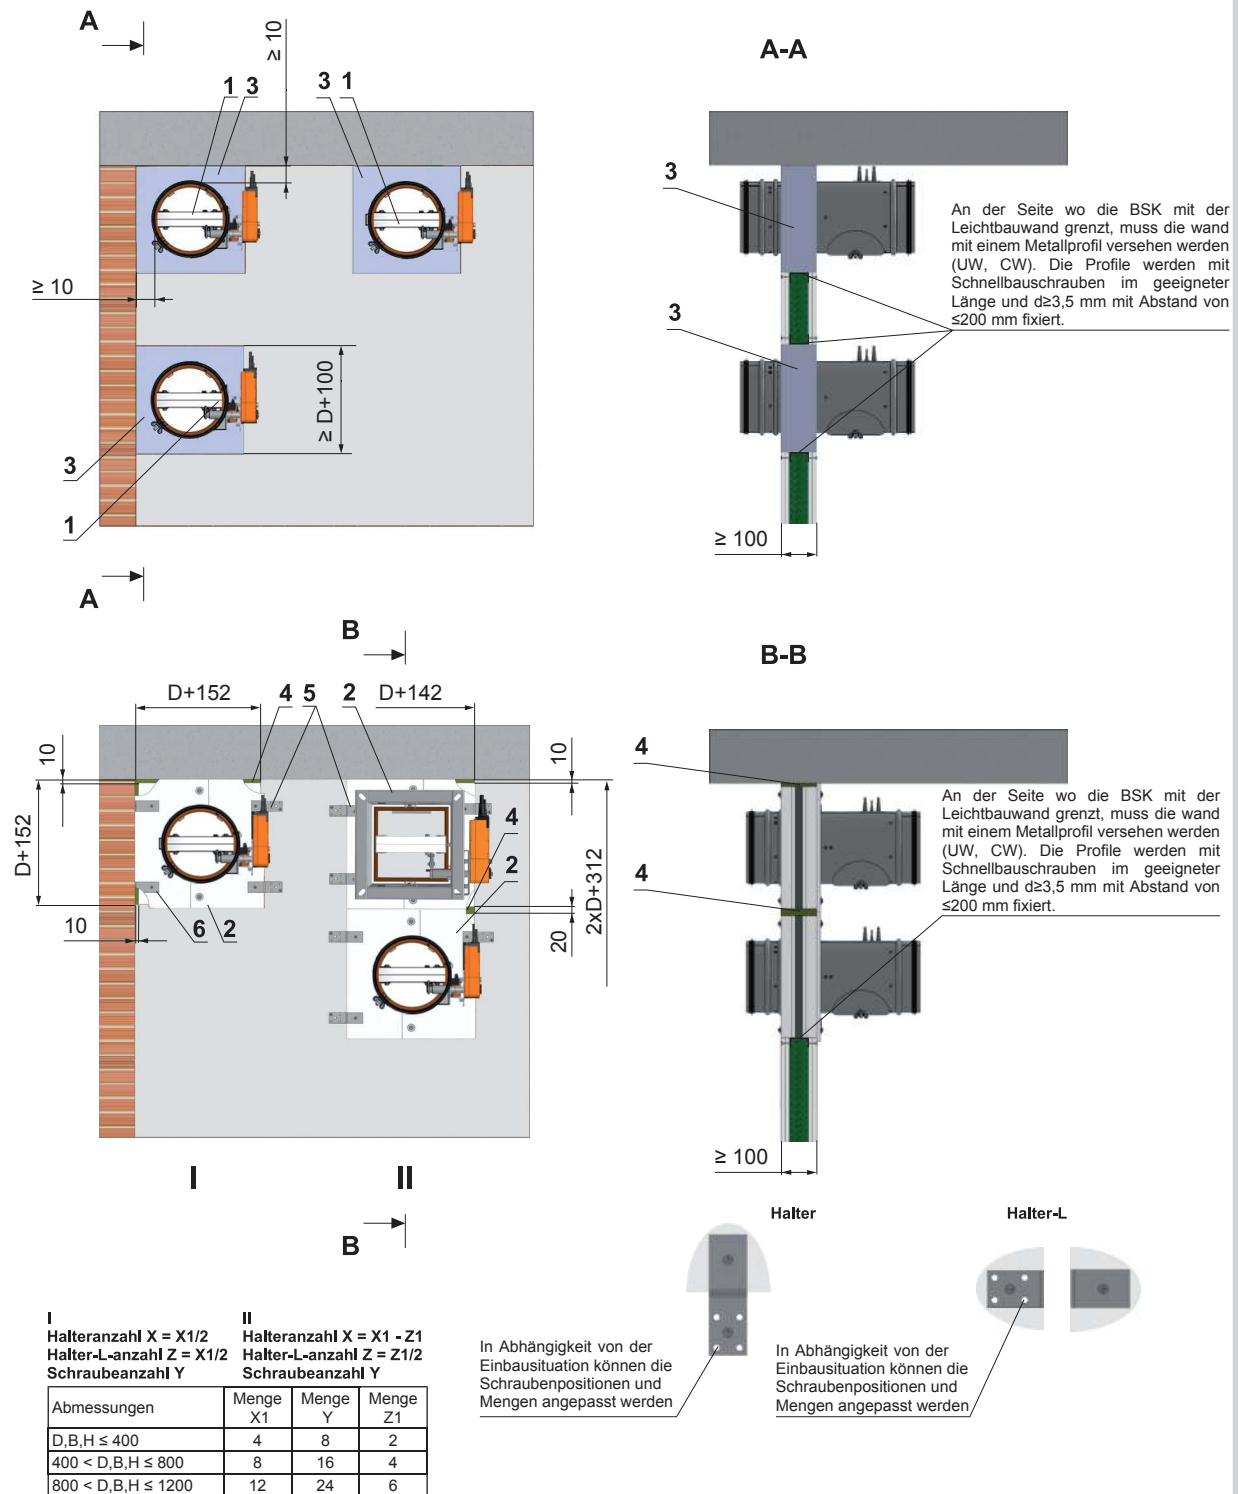 A
≥ 10
1 3
3 1
≥ 10
≥ D+100
3
1
A
A-A
3
3
An der Seite wo die BSK mit der
Leichtbauwand grenzt, muss die wand
mit einem Metallprofil versehen werden
(UW, CW). Die Profile werden mit
Schnellbauschrauben im geeigneter
Länge und d≥3,5 mm mit Abstand von
≤200 mm fixiert.
≥ 100
B
D+152
4 5 2
D+142
10
10
D+152
4
2
2xD+312
10
6 2
20
I
II
B
B-B
4
4
An der Seite wo die BSK mit der
Leichtbauwand grenzt, muss die wand
mit einem Metallprofil versehen werden
(UW, CW). Die Profile werden mit
Schnellbauschrauben im geeigneter
Länge und d≥3,5 mm mit Abstand von
≤200 mm fixiert.
≥ 100
Halter
Halter-L
In Abhängigkeit von der
Einbausituation können die
Schraubenpositionen und
Mengen angepasst werden
In Abhängigkeit von der
Einbausituation können die
Schraubenpositionen und
Mengen angepasst werden
I
Halteranzahl X = X1/2
Halter-L-anzahl Z = X1/2
Schraubeanzahl Y
II
Halteranzahl X = X1 - Z1
Halter-L-anzahl Z = Z1/2
Schraubeanzahl Y
Abmessungen Menge X1 Menge Y Menge Z1
D,B,H ≤ 400 4 8 2
400 < D,B,H ≤ 800 8 16 4
800 < D,B,H ≤ 1200 12 24 6